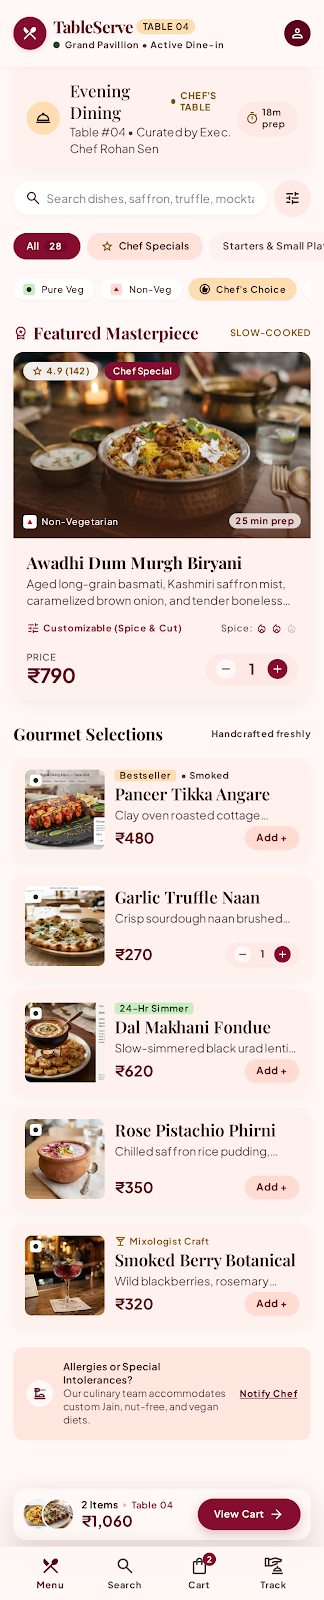 TableServe TABLE 04
Grand Pavillion • Active Dine-in
Evening Dining
• CHEF'S TABLE
Table #04 • Curated by Exec. Chef Rohan Sen
18m prep
Search dishes, saffron, truffle, mockta
All 28
Chef Specials
Starters & Small Pla
Pure Veg
Non-Veg
Chef's Choice
Featured Masterpiece
SLOW-COOKED
4.9 (142)
Chef Special
Non-Vegetarian
25 min prep
Awadhi Dum Murgh Biryani
Aged long-grain basmati, Kashmiri saffron mist,
caramelized brown onion, and tender boneless...
Customizable (Spice & Cut)
Spice:
PRICE
₹790
1
Gourmet Selections
Handcrafted freshly
Bestseller • Smoked
Paneer Tikka Angare
Clay oven roasted cottage...
₹480
Add +
Garlic Truffle Naan
Crisp sourdough naan brushed...
₹270
1
24-Hr Simmer
Dal Makhani Fondue
Slow-simmered black urad lenti...
₹620
Add +
Rose Pistachio Phirni
Chilled saffron rice pudding,...
₹350
Add +
Mixologist Craft
Smoked Berry Botanical
Wild blackberries, rosemary...
₹320
Add +
Allergies or Special
Intolerances?
Our culinary team accommodates
custom Jain, nut-free, and vegan
diets.
Notify Chef
2 Items • Table 04
₹1,060
View Cart →
2
Menu
Search
Cart
Track